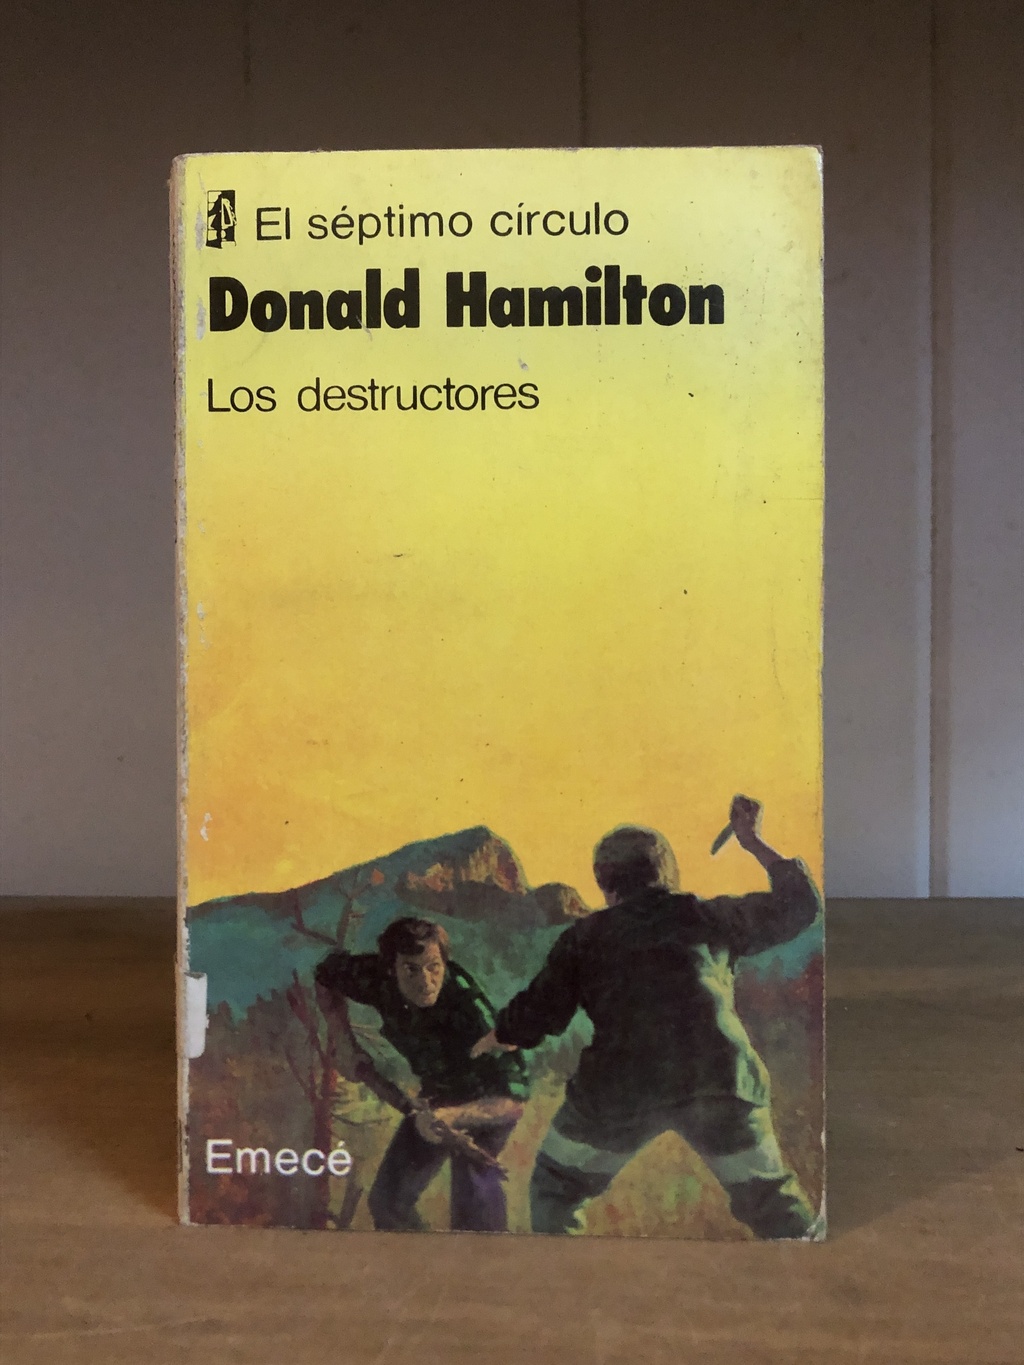 El séptimo círculo
Donald Hamilton
Los destructores
Emecé